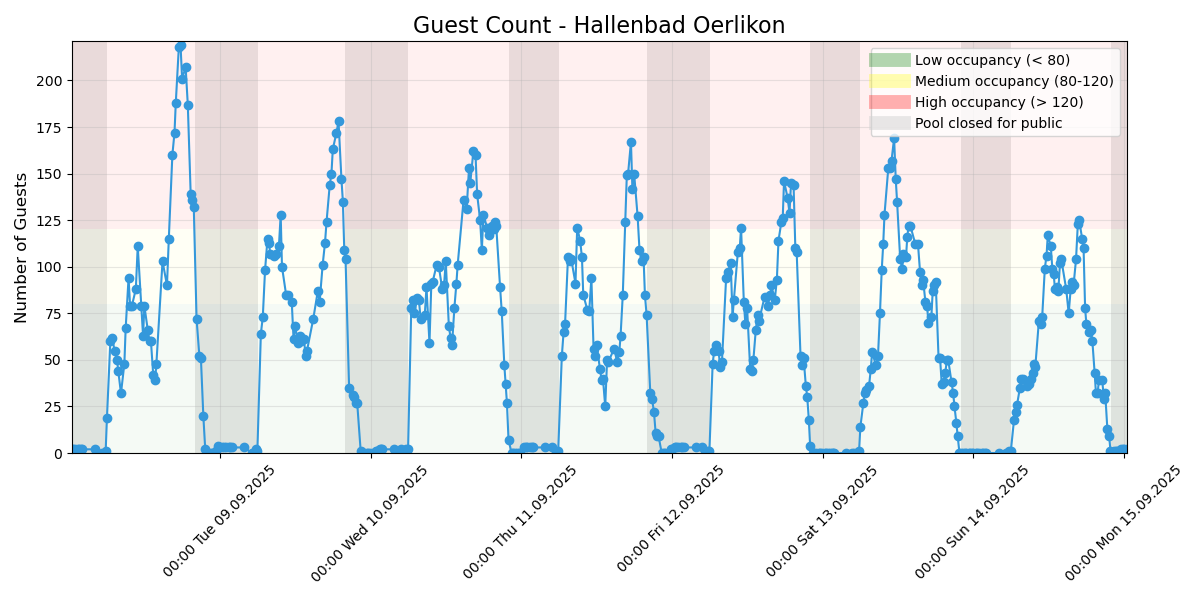 Guest Count - Hallenbad Oerlikon
Low occupancy (< 80)
Medium occupancy (80-120)
High occupancy (> 120)
Pool closed for public
Number of Guests
200
175
150
125
100
75
50
25
0
00:00 Tue 09.09.2025
00:00 Wed 10.09.2025
00:00 Thu 11.09.2025
00:00 Fri 12.09.2025
00:00 Sat 13.09.2025
00:00 Sun 14.09.2025
00:00 Mon 15.09.2025